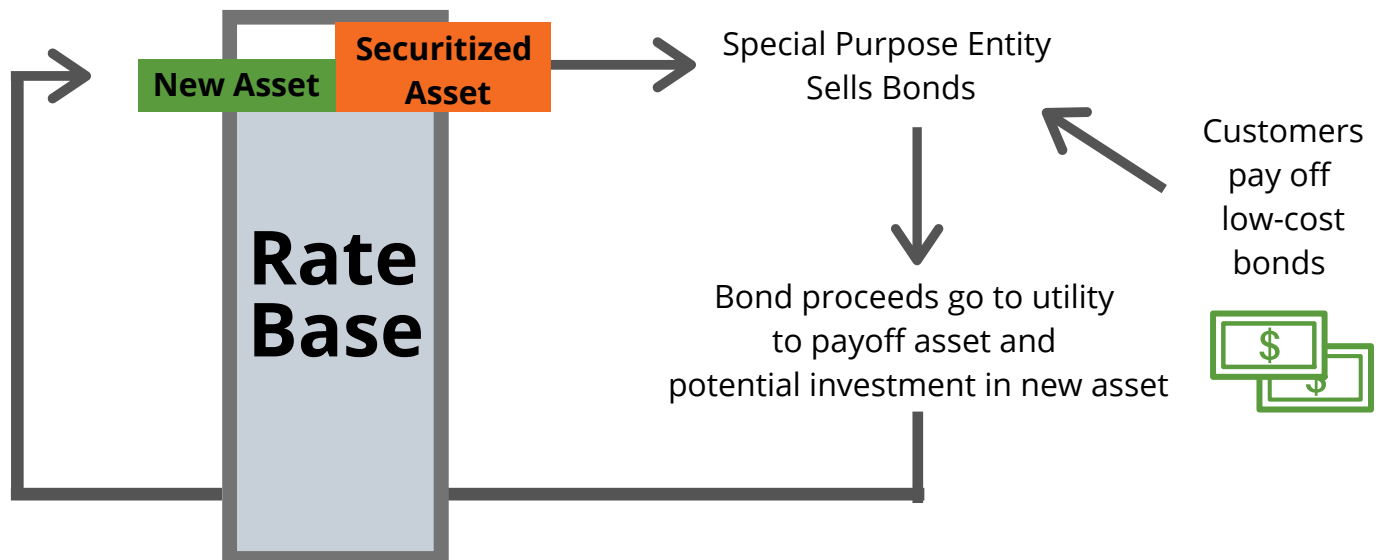 New Asset
Securitized
Asset
Special Purpose Entity
Sells Bonds
Customers
pay off
low-cost
bonds
Rate
Base
Bond proceeds go to utility
to payoff asset and
potential investment in new asset
$
$